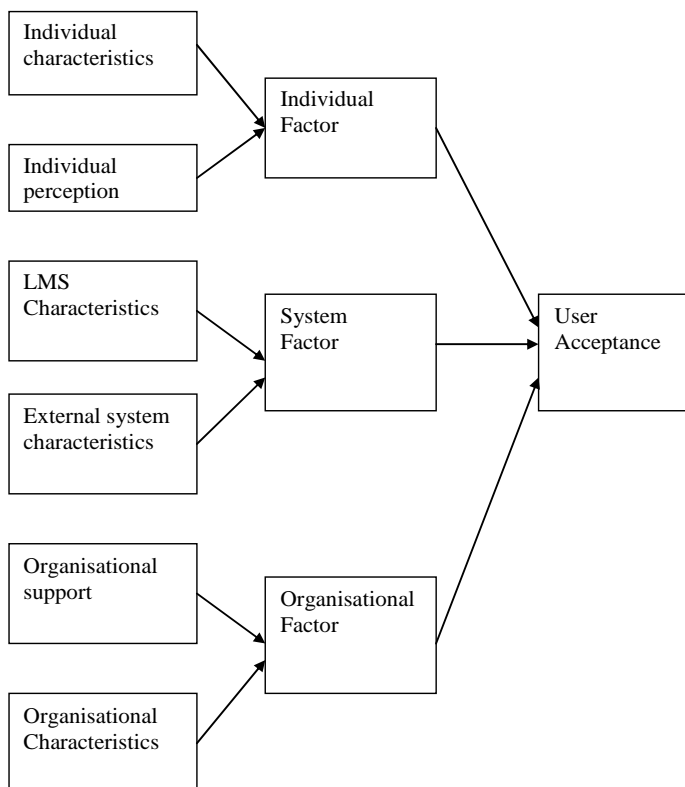 Individual
characteristics
Individual
perception
Individual
Factor
LMS
Characteristics
External system
characteristics
System
Factor
User
Acceptance
Organisational
support
Organisational
Characteristics
Organisational
Factor